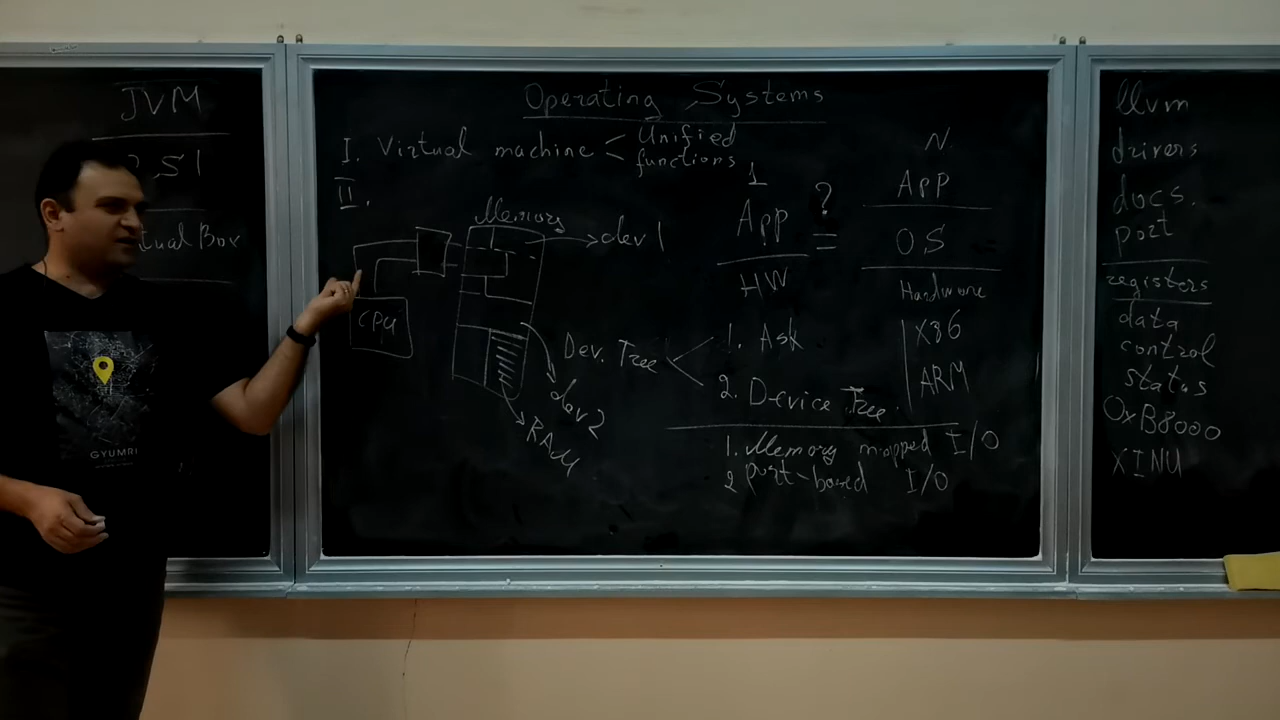 JVM
tual Box
GYUMRI
Operating Systems
I. Virtual machine < Unified
< functions
II.
Memory
dev 1
cpu
dev 2
RAM
1
App
HW
?
=
N
App
OS
Hardware
X86
ARM
Dev. Tree
1. Ask
2. Device Tree
1. Memory mapped I/O
2 port-based I/O
llvm
drivers
docs.
port
registers
data
control
status
0xB8000
XINU